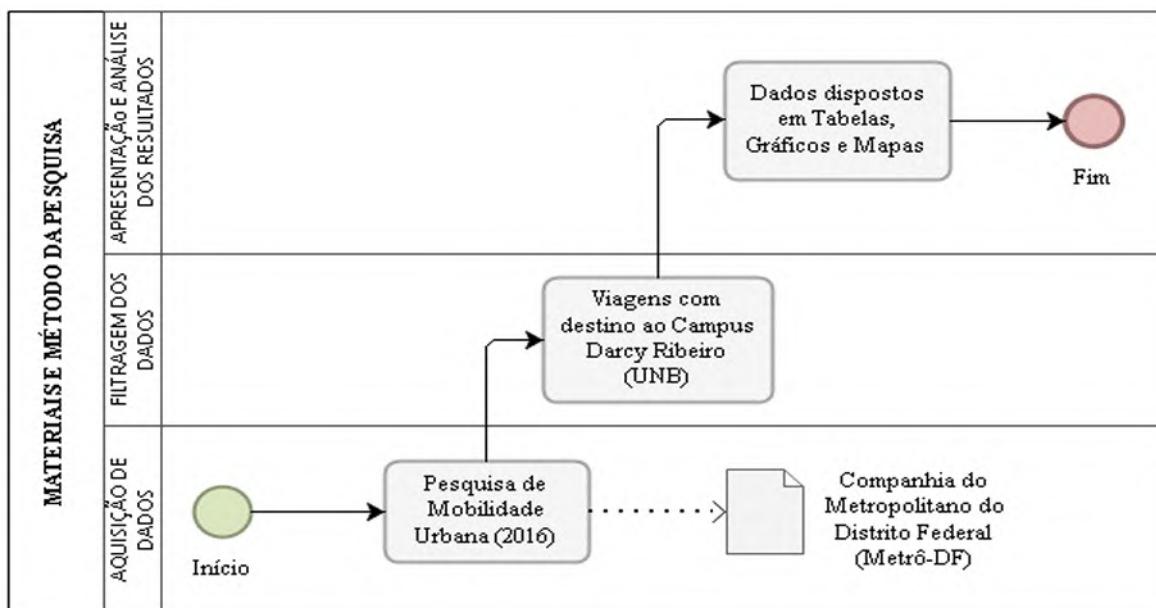 MATERIAIS E MÉTODO DA PESQUISA
APRESENTAÇÃO E ANÁLISE
DOS RESULTADOS
Dados dispostos
em Tabelas,
Gráficos e Mapas
Fim
FILTRAGEM DOS
DADOS
Viagens com
destino ao Campus
Darcy Ribeiro
(UNB)
AQUISIÇÃO DE
DADOS
Início
Pesquisa de
Mobilidade
Urbana (2016)
Companhia do
Metropolitano do
Distrito Federal
(Metrô-DF)